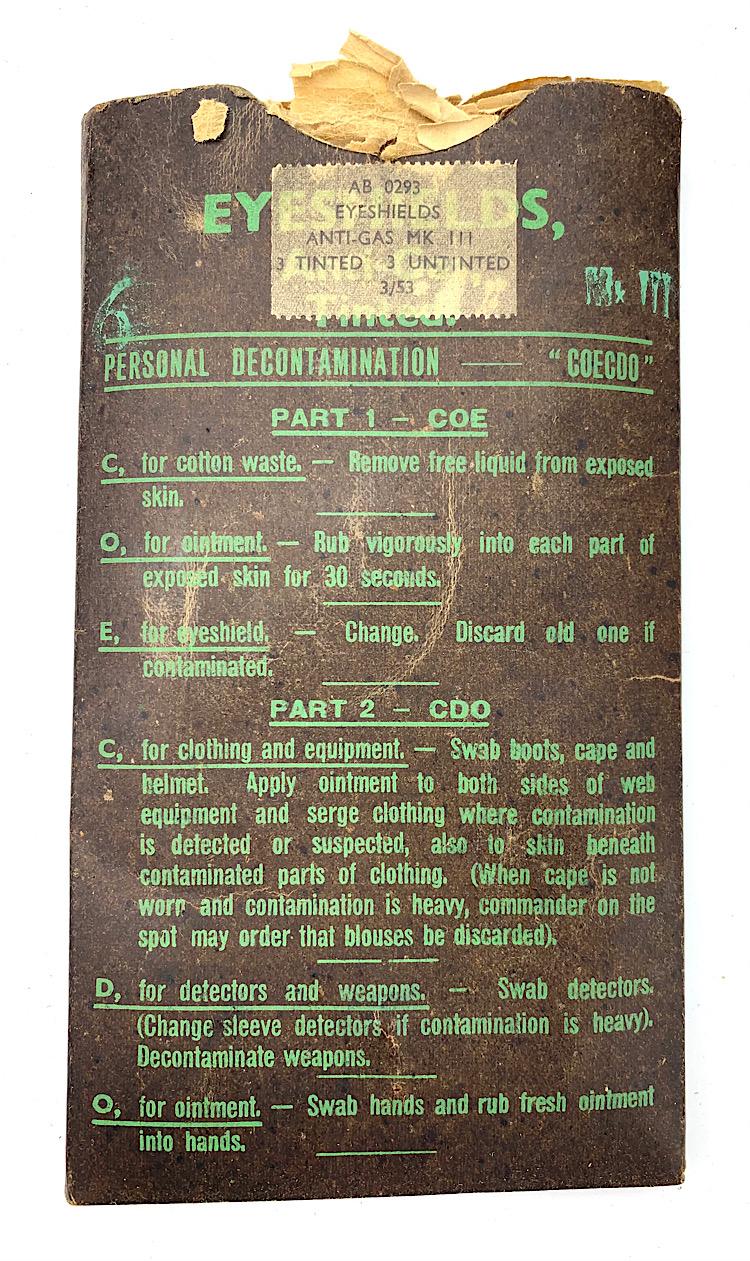 EYESHIELDS,
AB 0293
EYESHIELDS
ANTI-GAS MK III
3 TINTED 3 UNTINTED
3/53
6
Mk III
Tinted.
PERSONAL DECONTAMINATION — "COECDO"
PART 1 - COE
C, for cotton waste. — Remove free liquid from exposed
skin.
O, for ointment. — Rub vigorously into each part of
exposed skin for 30 seconds.
E, for eyeshield. — Change. Discard old one if
contaminated.
PART 2 - CDO
C, for clothing and equipment. — Swab boots, cape and
helmet. Apply ointment to both sides of web
equipment and serge clothing where contamination
is detected or suspected, also to skin beneath
contaminated parts of clothing. (When cape is not
worn and contamination is heavy, commander on the
spot may order that blouses be discarded).
D, for detectors and weapons. — Swab detectors.
(Change sleeve detectors if contamination is heavy).
Decontaminate weapons.
O, for ointment. — Swab hands and rub fresh ointment
into hands.